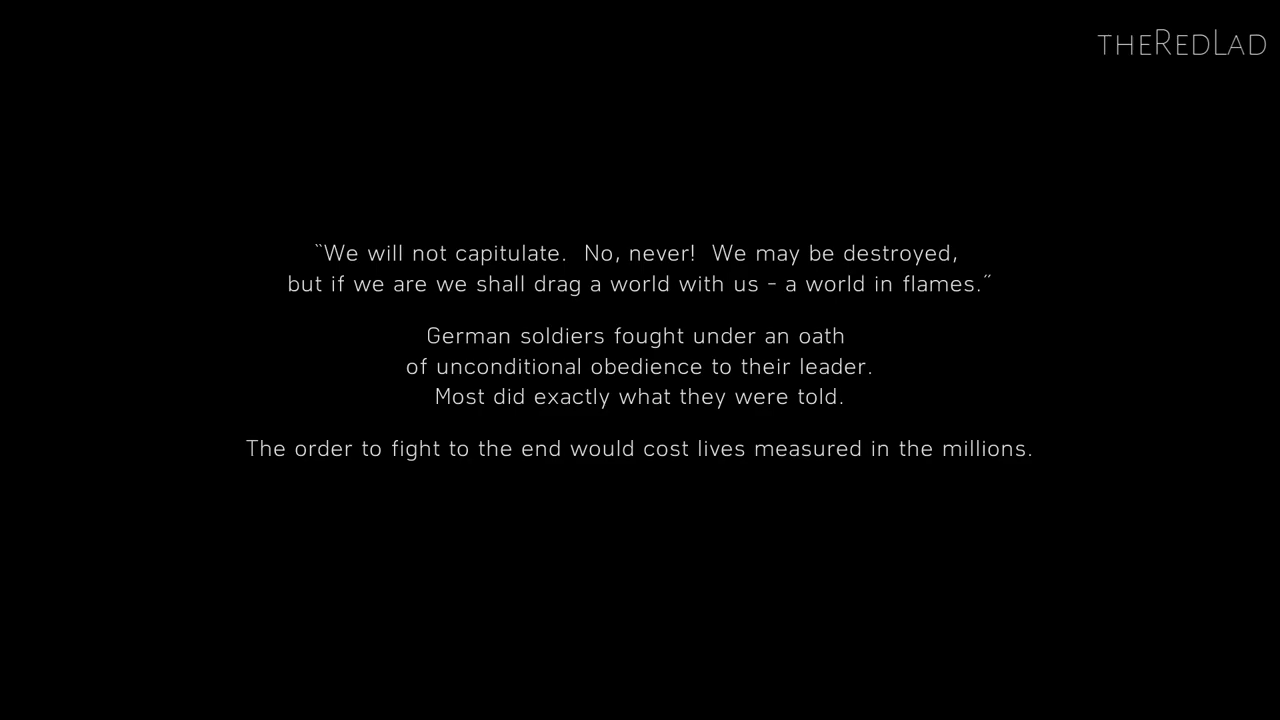 THEREDLAD
“We will not capitulate. No, never! We may be destroyed,
but if we are we shall drag a world with us - a world in flames.”
German soldiers fought under an oath
of unconditional obedience to their leader.
Most did exactly what they were told.
The order to fight to the end would cost lives measured in the millions.